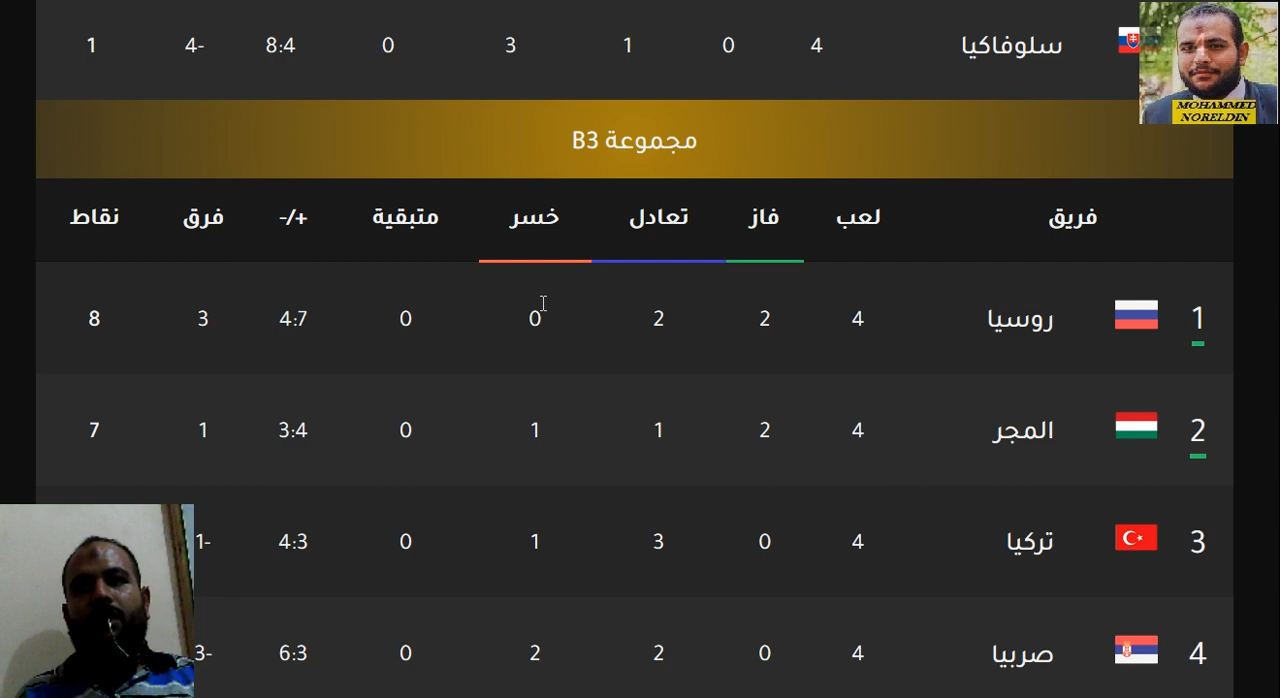 سلوفاكيا 4 0 1 3 0 8:4 4- 1
MOHAMMED
NORELDIN
مجموعة B3
فريق لعب فاز تعادل خسر متبقية +/- فرق نقاط
1 روسيا 4 2 2 0 0 4:7 3 8
2 المجر 4 2 1 1 0 3:4 1 7
3 تركيا 4 0 3 1 0 4:3 1-
4 صربيا 4 0 2 2 0 6:3 3-